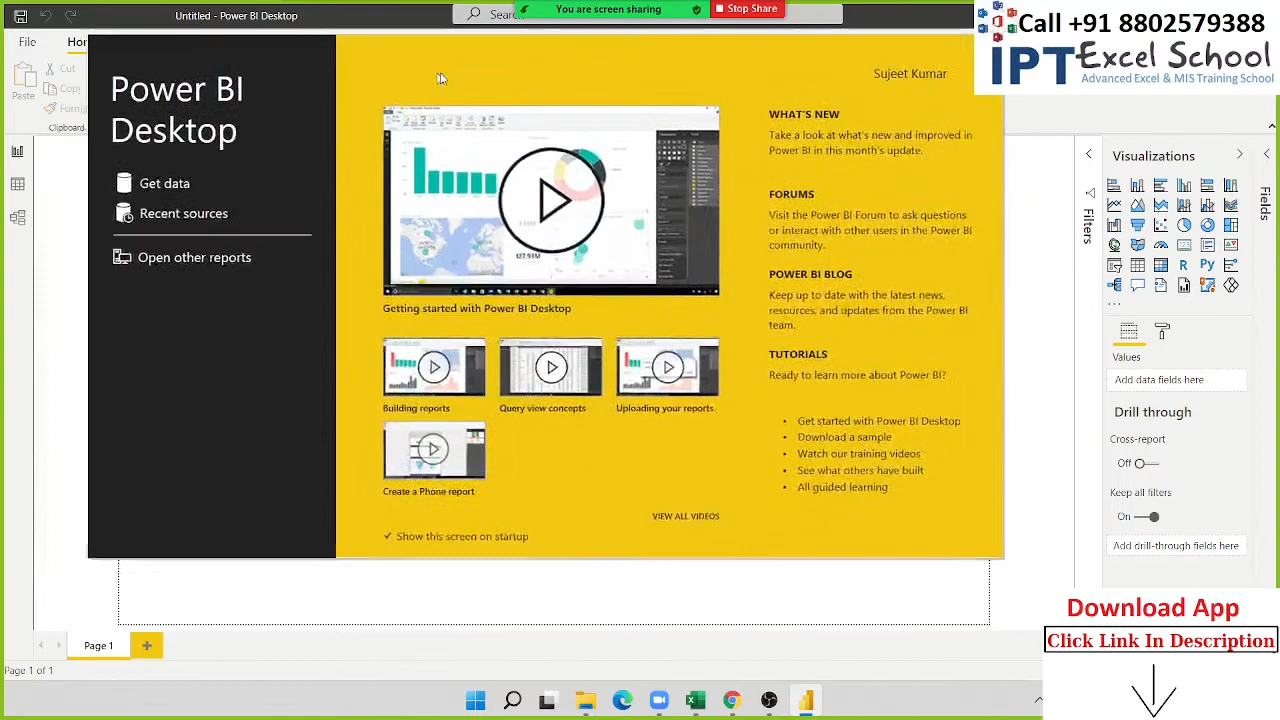 Untitled - Power BI Desktop
Sear
You are screen sharing
Stop Share
Call +91 8802579388
IPT Excel School
Advanced Excel & MIS Training School
File
Hom
Cut
Copy
Form
Paste
Clipboard
Power BI
Desktop
Get data
Recent sources
Open other reports
Sujeet Kumar
Getting started with Power BI Desktop
Building reports
Query view concepts
Uploading your reports
Create a Phone report
VIEW ALL VIDEOS
✓ Show this screen on startup
WHAT'S NEW
Take a look at what's new and improved in
Power BI in this month's update.
FORUMS
Visit the Power BI Forum to ask questions
or interact with other users in the Power BI
community.
POWER BI BLOG
Keep up to date with the latest news,
resources, and updates from the Power BI
team.
TUTORIALS
Ready to learn more about Power BI?
• Get started with Power BI Desktop
• Download a sample
• Watch our training videos
• See what others have built
• All guided learning
Filters
Visualizations
R
Py
Values
Add data fields here
Drill through
Cross-report
Off
Keep all filters
On
Add drill-through fields here
Fields
Page 1
Page 1 of 1
Download App
Click Link In Description